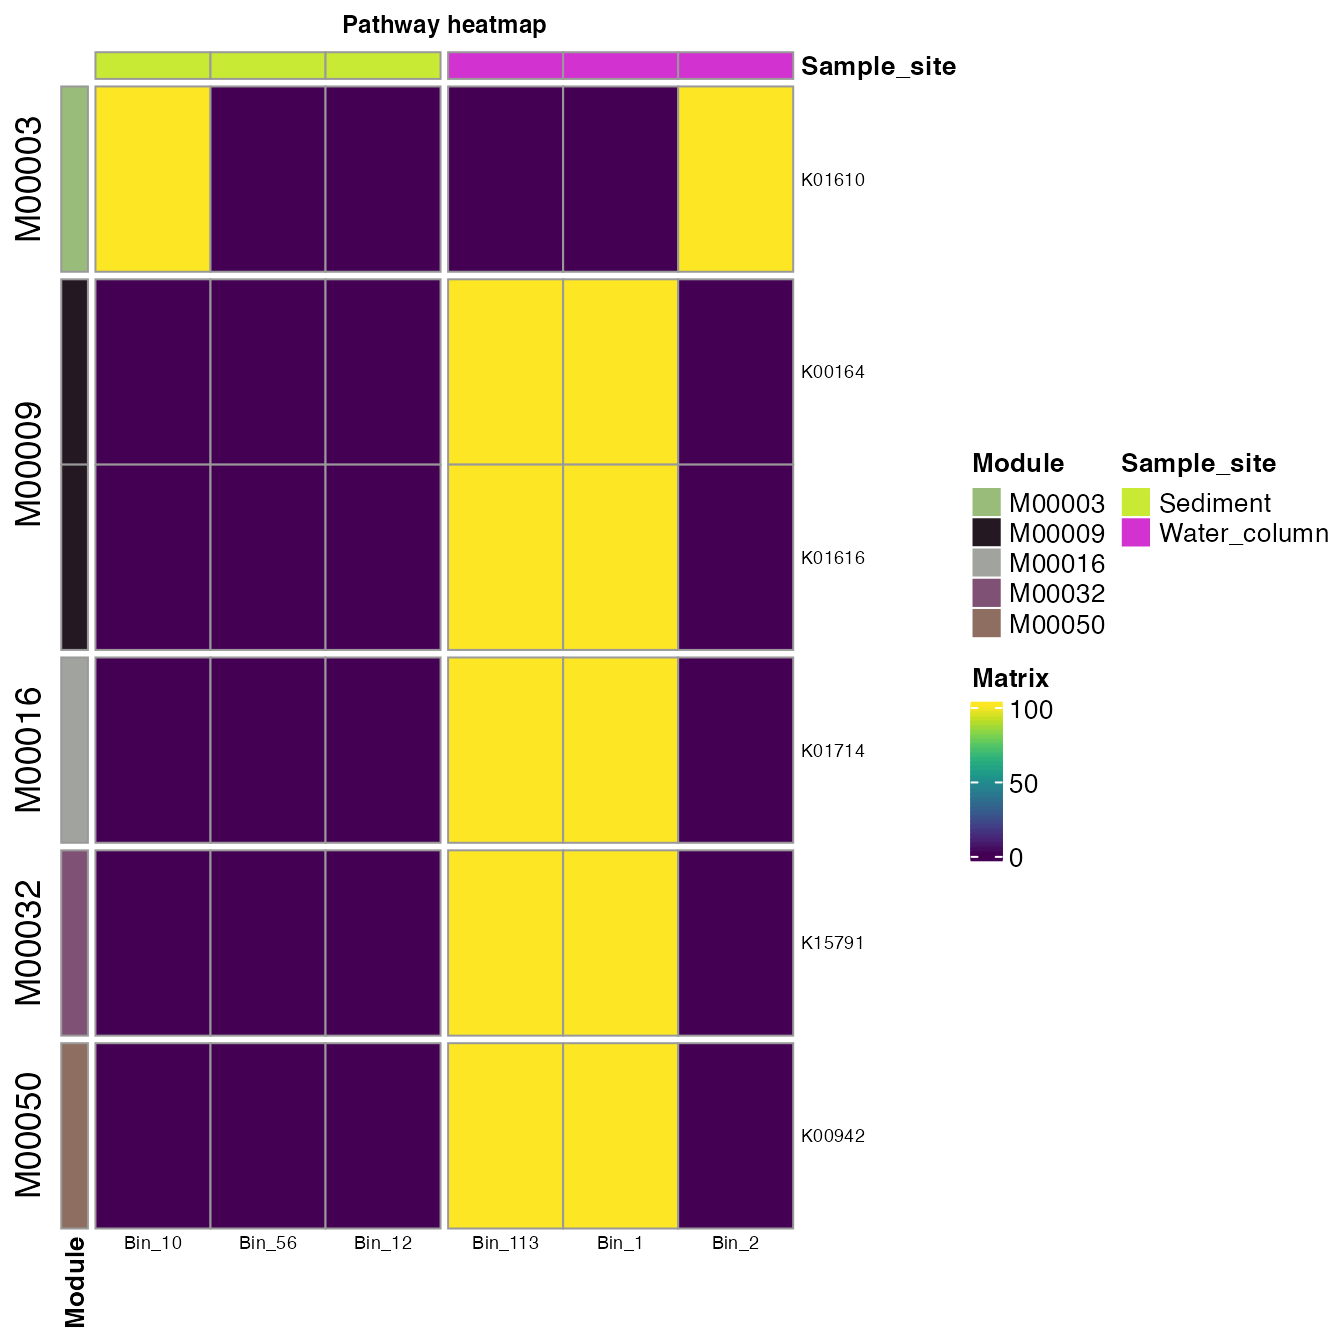 Pathway heatmap
Sample_site
M00003
K01610
M00009
K00164
K01616
M00016
K01714
M00032
K15791
M00050
K00942
Bin_10 Bin_56 Bin_12 Bin_113 Bin_1 Bin_2
Module
Module
M00003
M00009
M00016
M00032
M00050
Sample_site
Sediment
Water_column
Matrix
100
50
0